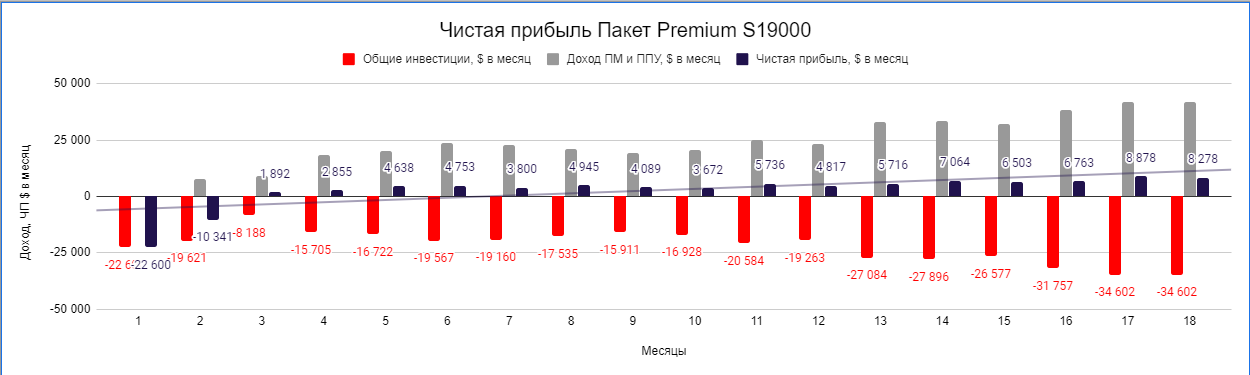 Чистая прибыль Пакет Premium S19000
Общие инвестиции, $ в месяц Доход ПМ и ППУ, $ в месяц Чистая прибыль, $ в месяц
Доход, ЧП $ в месяц
50 000
25 000
0
-25 000
-50 000
1 892 2 855 4 638 4 753 3 800 4 945 4 089 3 672 5 736 4 817 5 716 7 064 6 503 6 763 8 878 8 278
-22 600 -10 341
-19 621 -8 188 -15 705 -16 722 -19 567 -19 160 -17 535 -15 911 -16 928 -20 584 -19 263 -27 084 -27 896 -26 577 -31 757 -34 602 -34 602
1 2 3 4 5 6 7 8 9 10 11 12 13 14 15 16 17 18
Месяцы